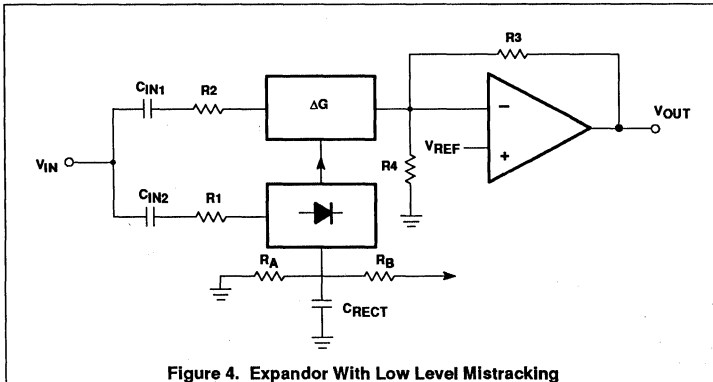 R3
CIN1
R2
ΔG
VOUT
−
VREF
+
R4
VIN
CIN2
R1
RA
RB
CRECT
Figure 4. Expandor With Low Level Mistracking